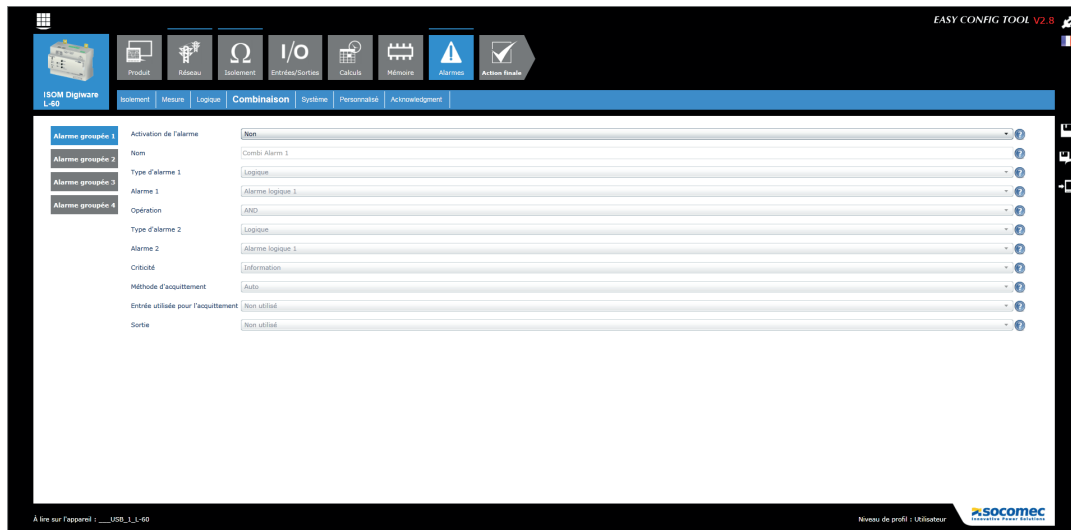 EASY CONFIG TOOL V2.8
Produit
Réseau
Ω
Isolement
I/O
Entrées/Sorties
Calculs
Mémoire
Alarmes
Action finale
ISOM Digiware
L-60
Isolement Mesure Logique Combinaison Système Personnalisé Acknowledgment
Alarme groupée 1
Alarme groupée 2
Alarme groupée 3
Alarme groupée 4
Activation de l'alarme Non ?
Nom Combi Alarm 1 ?
Type d'alarme 1 Logique ?
Alarme 1 Alarme logique 1 ?
Opération AND ?
Type d'alarme 2 Logique ?
Alarme 2 Alarme logique 1 ?
Criticité Information ?
Méthode d'acquittement Auto ?
Entrée utilisée pour l'acquittement Non utilisé ?
Sortie Non utilisé ?
À lire sur l'appareil : ___USB_1_L-60
Niveau de profil : Utilisateur
socomec
Innovative Power Solutions